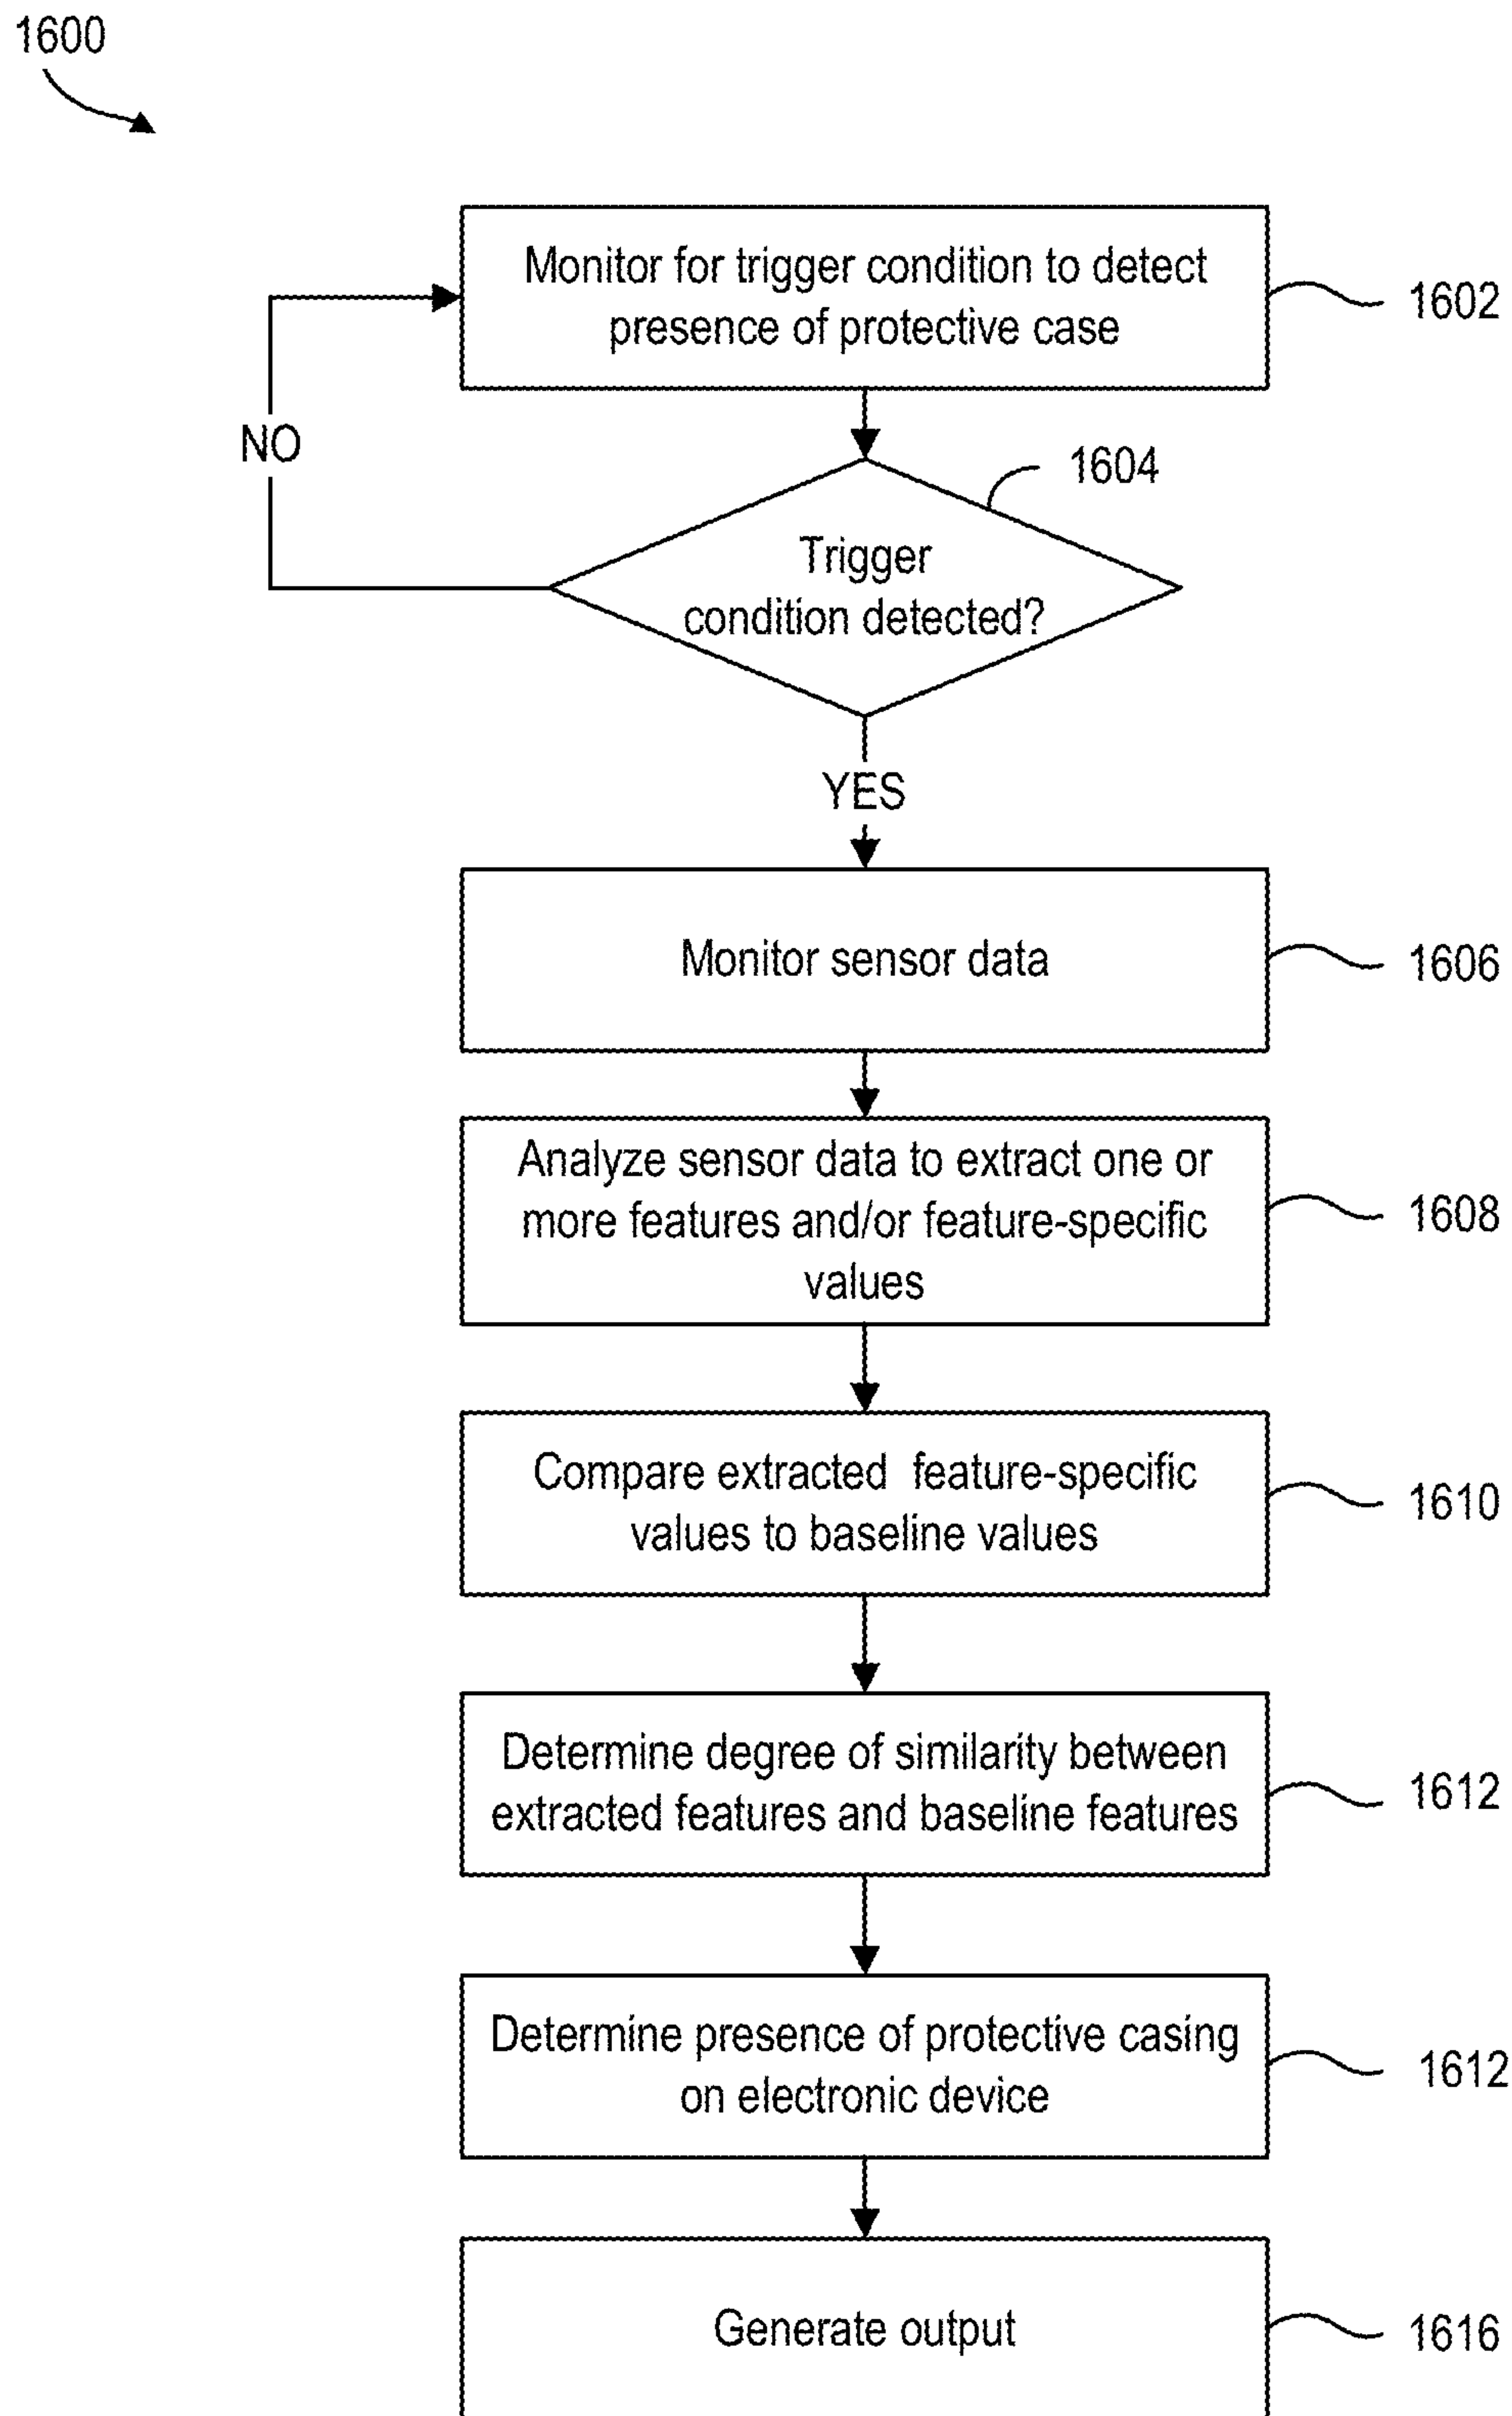 1600
Monitor for trigger condition to detect
presence of protective case
1602
NO
1604
Trigger
condition detected?
YES
Monitor sensor data
1606
Analyze sensor data to extract one or
more features and/or feature-specific
values
1608
Compare extracted feature-specific
values to baseline values
1610
Determine degree of similarity between
extracted features and baseline features
1612
Determine presence of protective casing
on electronic device
1612
Generate output
1616